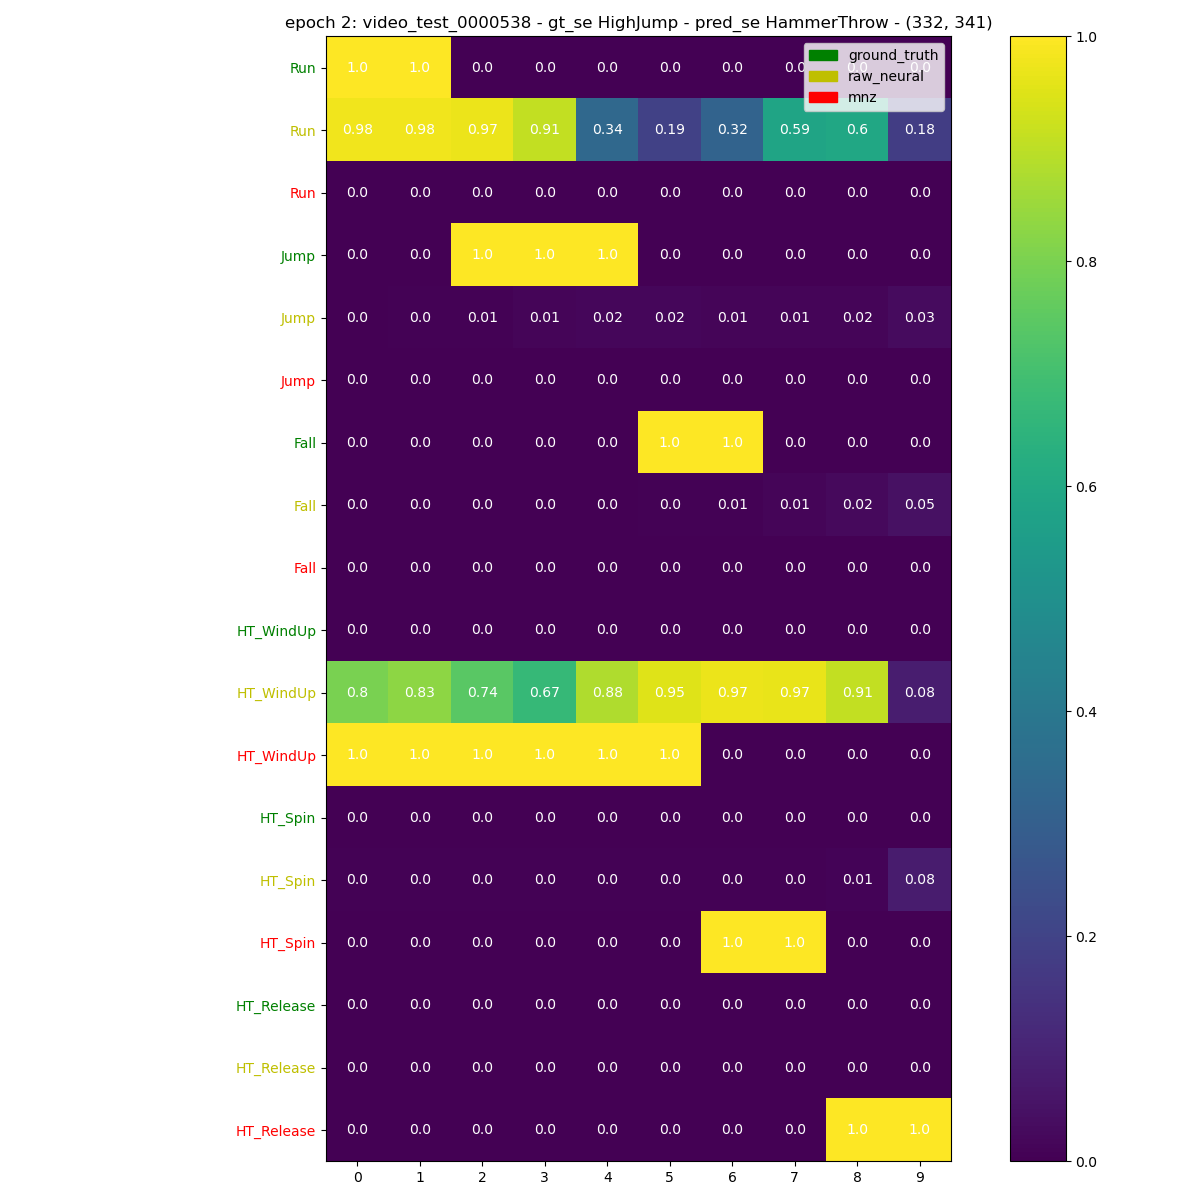 epoch 2: video_test_0000538 - gt_se HighJump - pred_se HammerThrow - (332, 341)
ground_truth
raw_neural
mnz
Run 1.0 1.0 0.0 0.0 0.0 0.0 0.0 0.0 0.0 0.0
Run 0.98 0.98 0.97 0.91 0.34 0.19 0.32 0.59 0.6 0.18
Run 0.0 0.0 0.0 0.0 0.0 0.0 0.0 0.0 0.0 0.0
Jump 0.0 0.0 1.0 1.0 1.0 0.0 0.0 0.0 0.0 0.0
Jump 0.0 0.0 0.01 0.01 0.02 0.02 0.01 0.01 0.02 0.03
Jump 0.0 0.0 0.0 0.0 0.0 0.0 0.0 0.0 0.0 0.0
Fall 0.0 0.0 0.0 0.0 0.0 1.0 1.0 0.0 0.0 0.0
Fall 0.0 0.0 0.0 0.0 0.0 0.0 0.01 0.01 0.02 0.05
Fall 0.0 0.0 0.0 0.0 0.0 0.0 0.0 0.0 0.0 0.0
HT_WindUp 0.0 0.0 0.0 0.0 0.0 0.0 0.0 0.0 0.0 0.0
HT_WindUp 0.8 0.83 0.74 0.67 0.88 0.95 0.97 0.97 0.91 0.08
HT_WindUp 1.0 1.0 1.0 1.0 1.0 1.0 0.0 0.0 0.0 0.0
HT_Spin 0.0 0.0 0.0 0.0 0.0 0.0 0.0 0.0 0.0 0.0
HT_Spin 0.0 0.0 0.0 0.0 0.0 0.0 0.0 0.0 0.01 0.08
HT_Spin 0.0 0.0 0.0 0.0 0.0 0.0 1.0 1.0 0.0 0.0
HT_Release 0.0 0.0 0.0 0.0 0.0 0.0 0.0 0.0 0.0 0.0
HT_Release 0.0 0.0 0.0 0.0 0.0 0.0 0.0 0.0 0.0 0.0
HT_Release 0.0 0.0 0.0 0.0 0.0 0.0 0.0 0.0 1.0 1.0
0 1 2 3 4 5 6 7 8 9
1.0
0.8
0.6
0.4
0.2
0.0